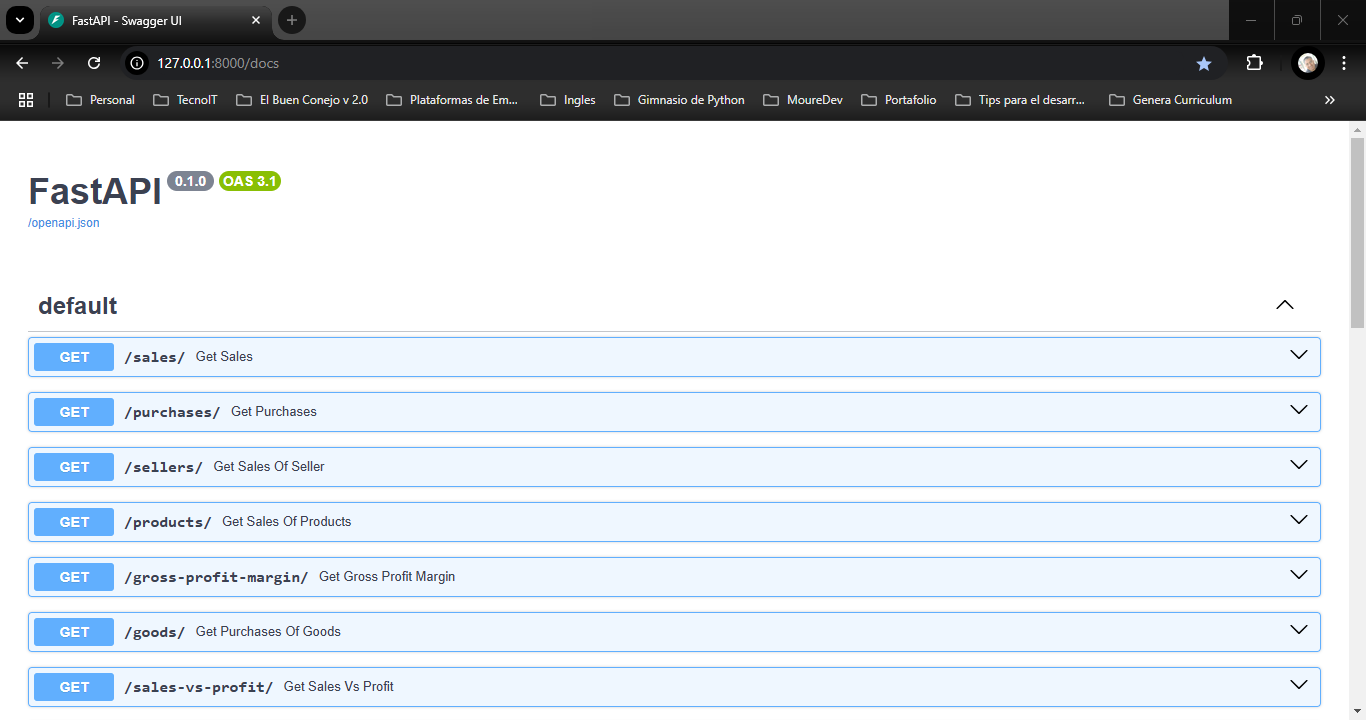 FastAPI - Swagger UI
127.0.0.1:8000/docs
Personal TecnoIT El Buen Conejo v 2.0 Plataformas de Em... Ingles Gimnasio de Python MoureDev Portafolio Tips para el desarr... Genera Curriculum »
FastAPI 0.1.0 OAS 3.1
/openapi.json
default
GET /sales/ Get Sales
GET /purchases/ Get Purchases
GET /sellers/ Get Sales Of Seller
GET /products/ Get Sales Of Products
GET /gross-profit-margin/ Get Gross Profit Margin
GET /goods/ Get Purchases Of Goods
GET /sales-vs-profit/ Get Sales Vs Profit